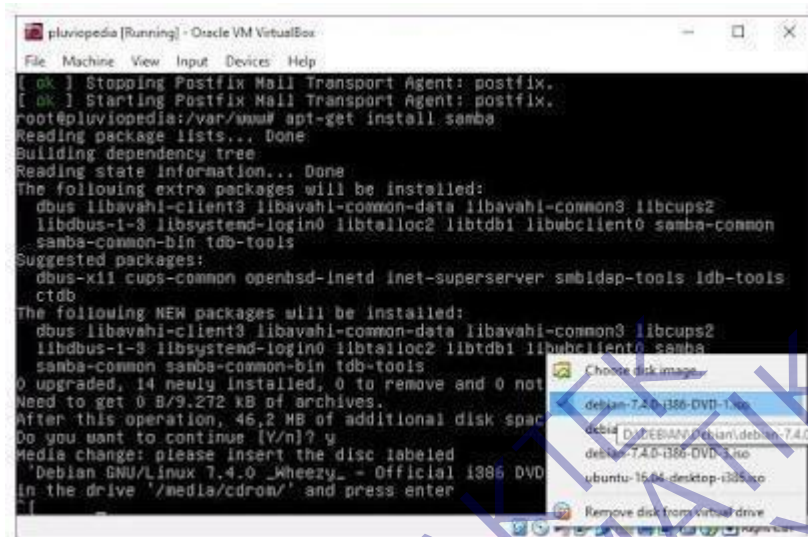 pluviopedia [Running] - Oracle VM VirtualBox
File Machine View Input Devices Help
[ ok ] Stopping Postfix Mail Transport Agent: postfix.
[ ok ] Starting Postfix Mail Transport Agent: postfix.
root@pluviopedia:/var/www# apt-get install samba
Reading package lists... Done
Building dependency tree
Reading state information... Done
The following extra packages will be installed:
dbus libavahi-client3 libavahi-common-data libavahi-common3 libcups2
libdbus-1-3 libsystemd-login0 libtalloc2 libtdb1 libwbclient0 samba-common
samba-common-bin tdb-tools
Suggested packages:
dbus-x11 cups-common openbsd-inetd inet-superserver smbldap-tools ldb-tools
ctdb
The following NEW packages will be installed:
dbus libavahi-client3 libavahi-common-data libavahi-common3 libcups2
libdbus-1-3 libsystemd-login0 libtalloc2 libtdb1 libwbclient0 samba
samba-common samba-common-bin tdb-tools
0 upgraded, 14 newly installed, 0 to remove and 0 not
Need to get 0 B/9.272 kB of archives.
After this operation, 46,2 MB of additional disk spac
Do you want to continue [Y/n]? y
Media change: please insert the disc labeled
'Debian GNU/Linux 7.4.0 _Wheezy_ - Official i386 DVD
in the drive '/media/cdrom/' and press enter
^[
Choose disk image...
debian-7.4.0-i386-DVD-1.iso
debia
D:\DEBIAN\Debian\debian-7.4.0
debian-7.4.0-i386-DVD-3.iso
ubuntu-16.04-desktop-i386.iso
Remove disk from virtual drive
Right Ctrl